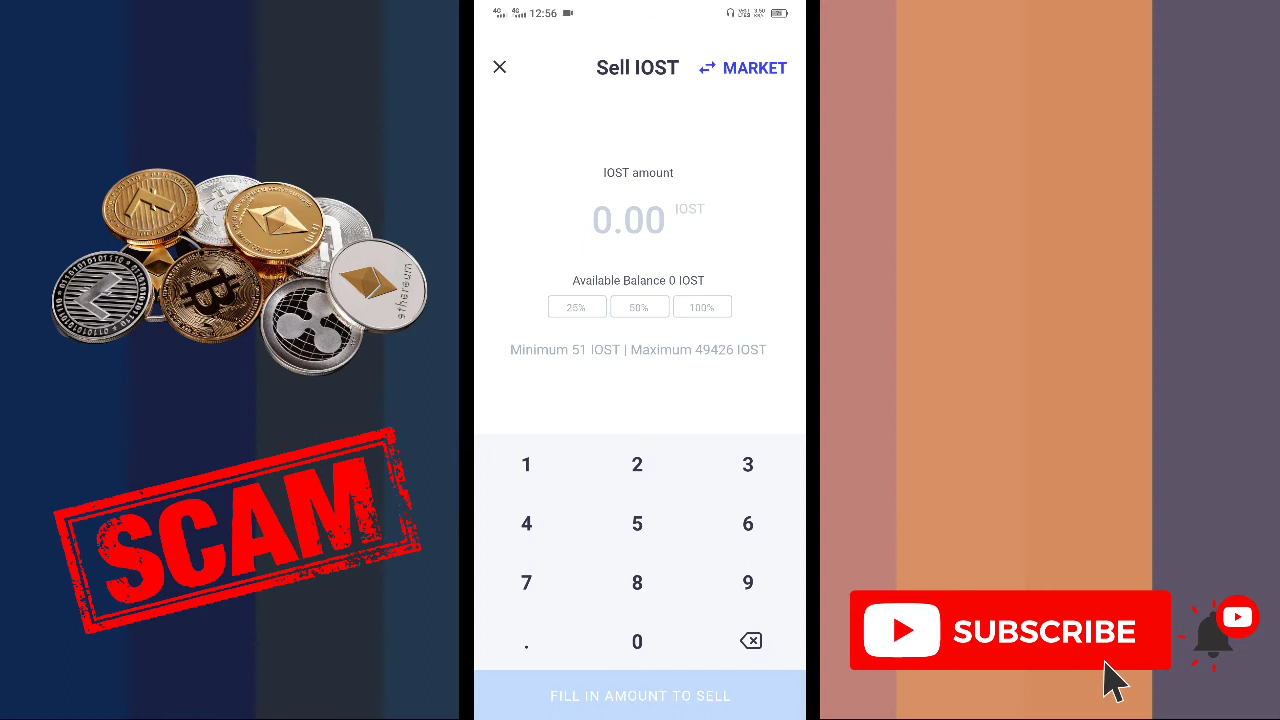 12:56
Sell IOST
MARKET
IOST amount
0.00 IOST
Available Balance 0 IOST
25% 50% 100%
Minimum 51 IOST | Maximum 49426 IOST
1 2 3
4 5 6
7 8 9
. 0
FILL IN AMOUNT TO SELL
SCAM
ethereum
SUBSCRIBE